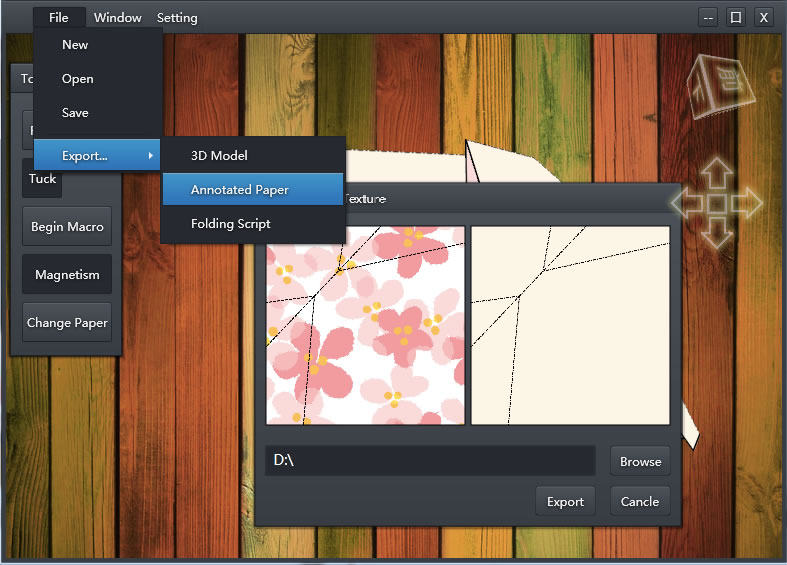 File Window Setting -- 口 X
New
Open
Save
Export...
3D Model
Annotated Paper
Folding Script
Tuck
Begin Macro
Magnetism
Change Paper
Texture
D:\
Browse
Export
Cancle